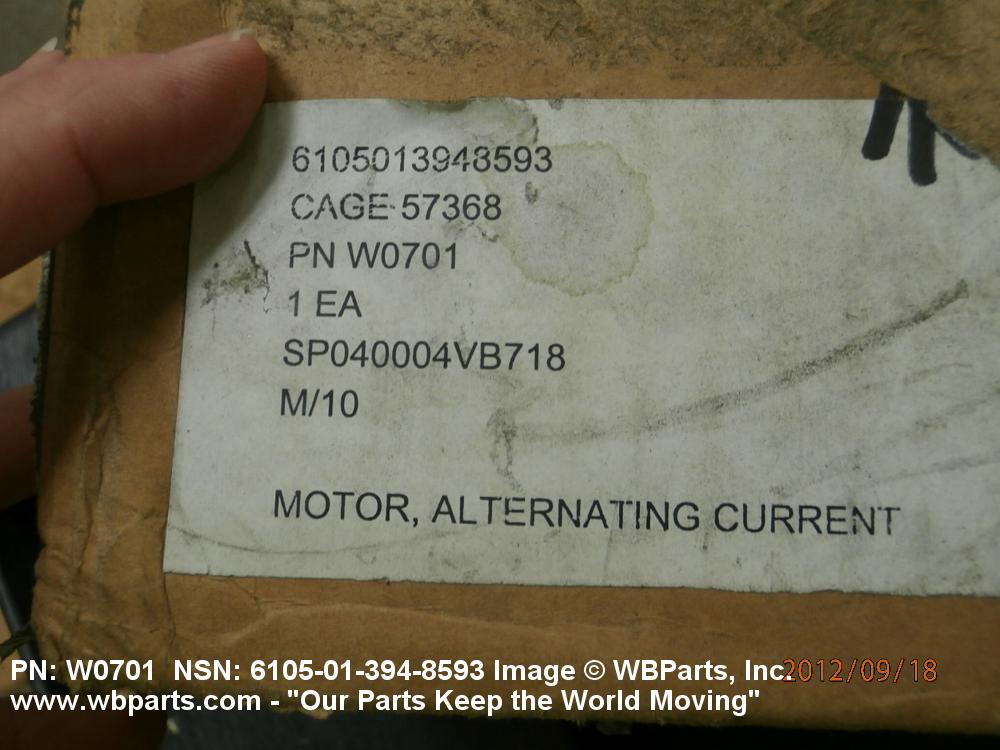 6105013948593
CAGE 57368
PN W0701
1 EA
SP040004VB718
M/10
MOTOR, ALTERNATING CURRENT
PN: W0701 NSN: 6105-01-394-8593 Image © WBParts, Inc.
2012/09/18
www.wbparts.com - "Our Parts Keep the World Moving"